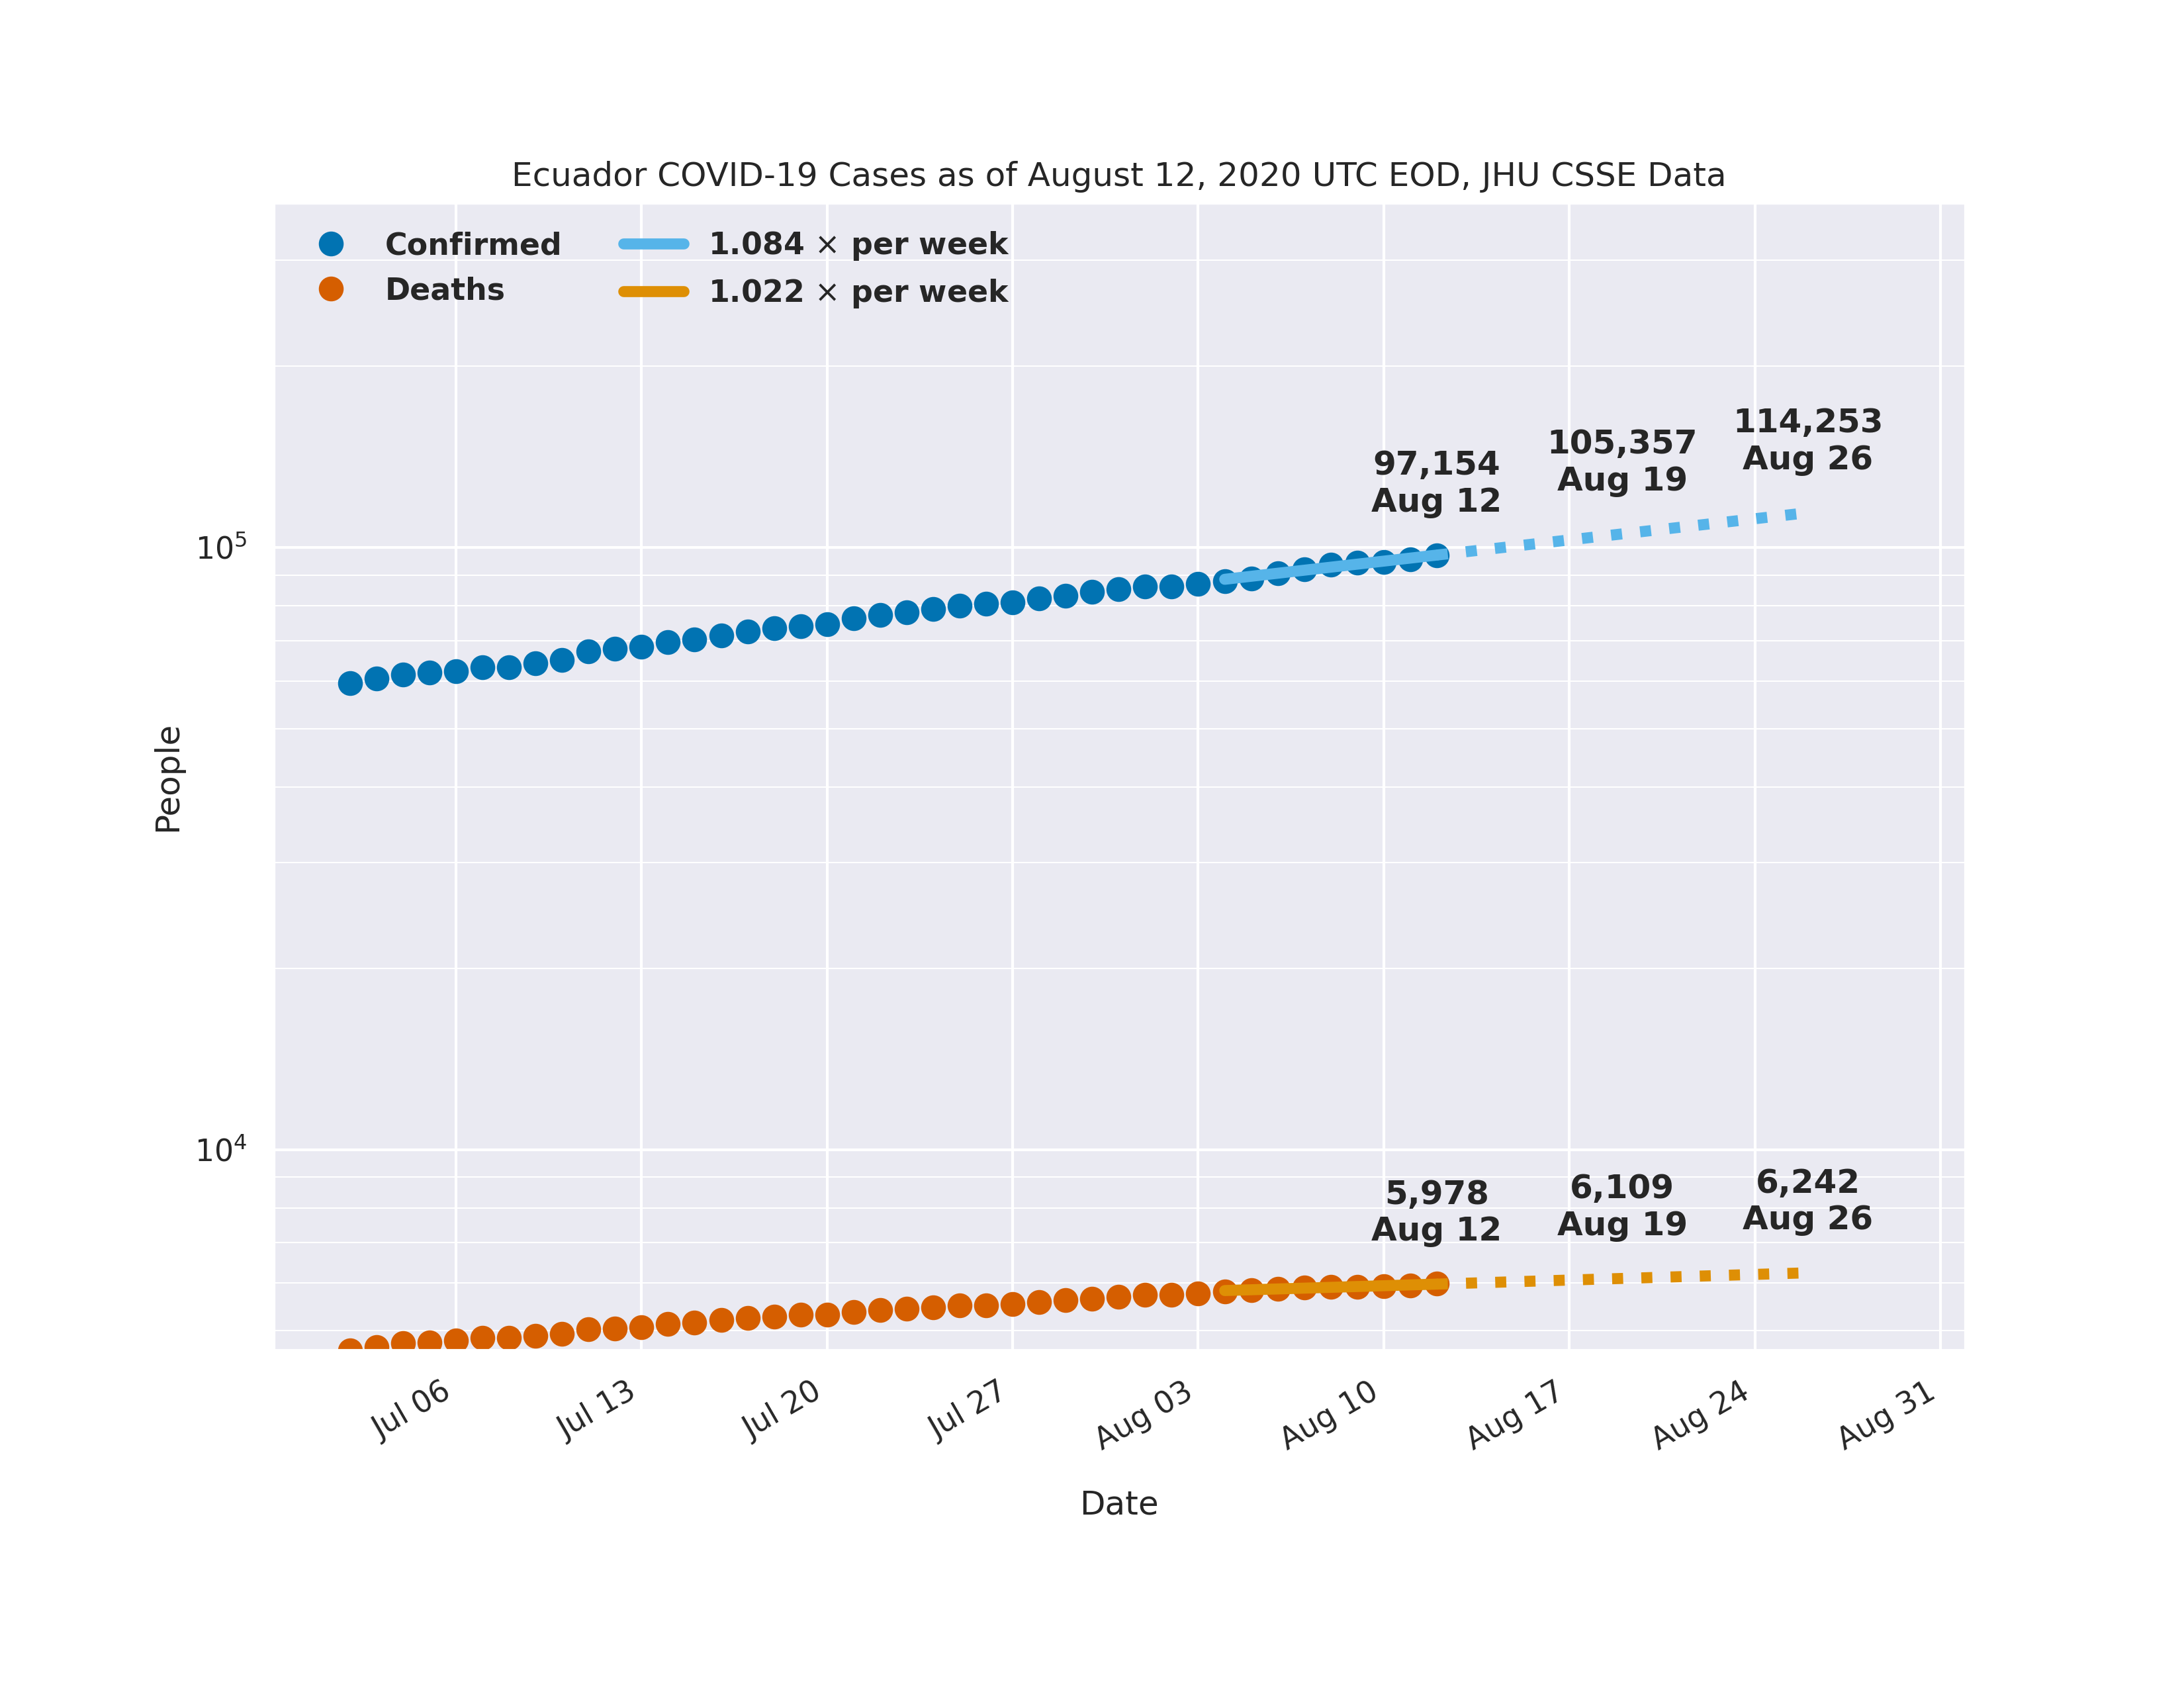 Ecuador COVID-19 Cases as of August 12, 2020 UTC EOD, JHU CSSE Data
Confirmed
Deaths
1.084 × per week
1.022 × per week
97,154
Aug 12
105,357
Aug 19
114,253
Aug 26
10⁵
People
10⁴
5,978
Aug 12
6,109
Aug 19
6,242
Aug 26
Jul 06
Jul 13
Jul 20
Jul 27
Aug 03
Aug 10
Aug 17
Aug 24
Aug 31
Date